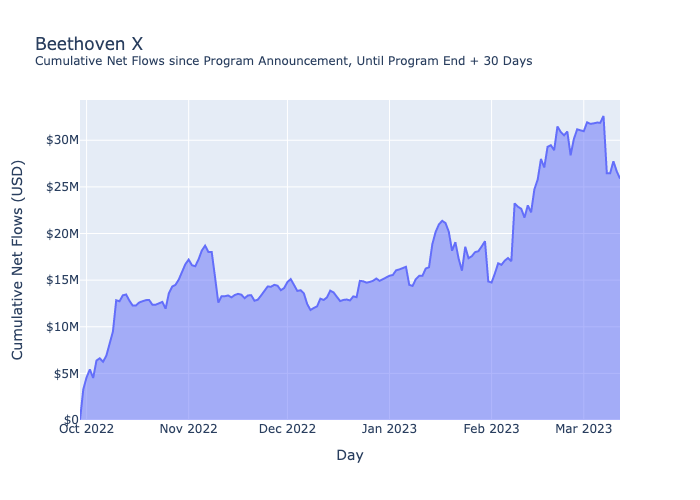 Beethoven X
Cumulative Net Flows since Program Announcement, Until Program End + 30 Days
Cumulative Net Flows (USD)
$30M
$25M
$20M
$15M
$10M
$5M
$0
Oct 2022
Nov 2022
Dec 2022
Jan 2023
Feb 2023
Mar 2023
Day